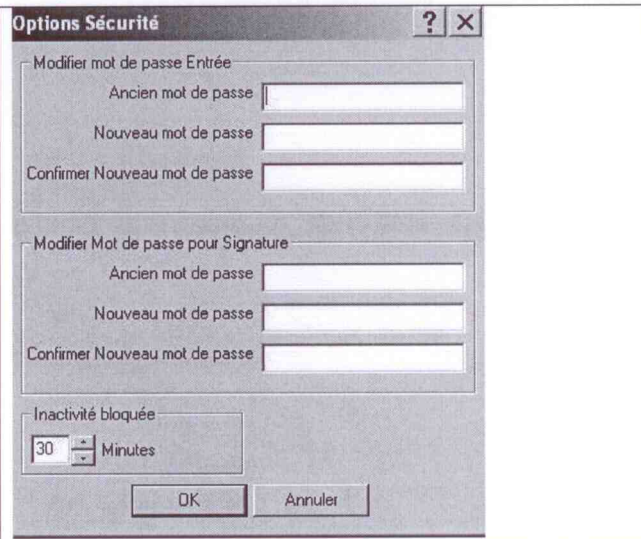 Options Sécurité ? ×
Modifier mot de passe Entrée
Ancien mot de passe
Nouveau mot de passe
Confirmer Nouveau mot de passe
Modifier Mot de passe pour Signature
Ancien mot de passe
Nouveau mot de passe
Confirmer Nouveau mot de passe
Inactivité bloquée
30 Minutes
OK Annuler